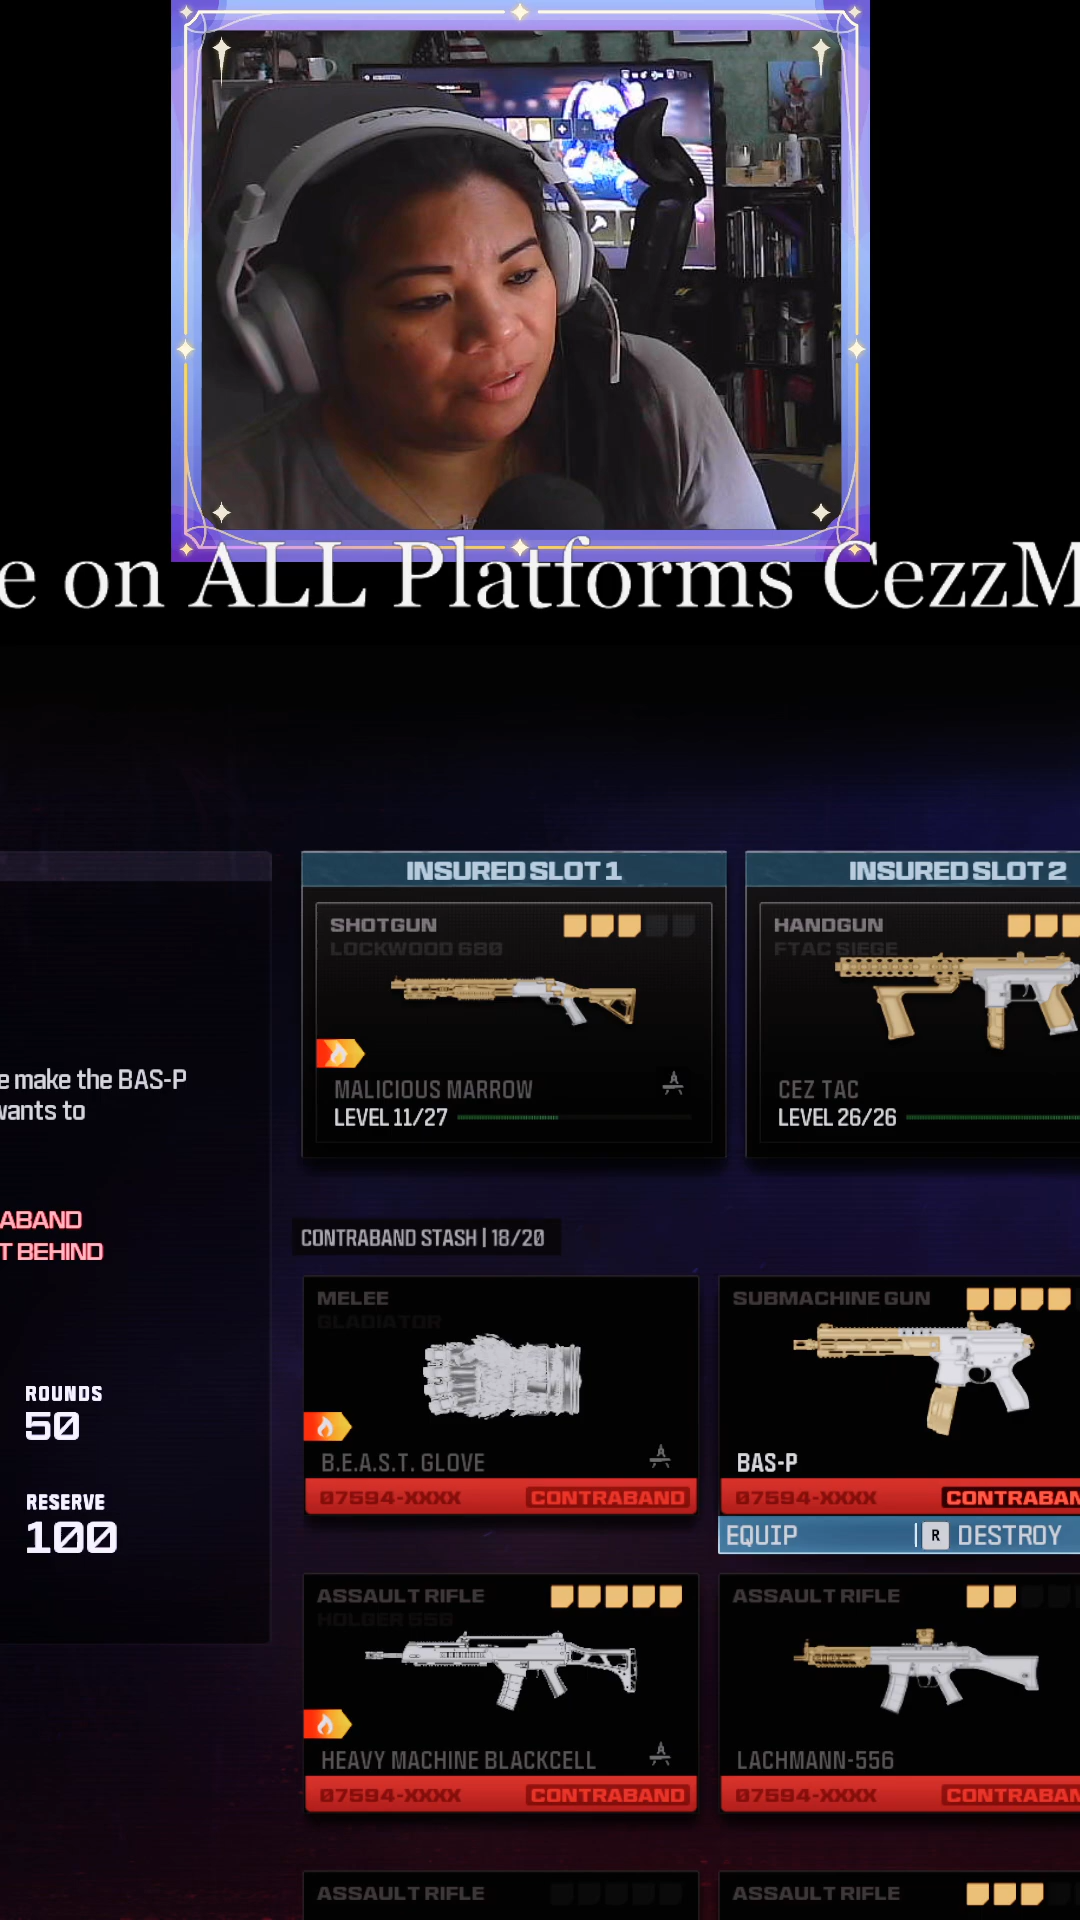 e on ALL Platforms CezzM
INSURED SLOT 1
INSURED SLOT 2
SHOTGUN
LOCKWOOD 680
MALICIOUS MARROW
LEVEL 11/27
HANDGUN
FTAC SIEGE
CEZ TAC
LEVEL 26/26
e make the BAS-P
wants to
ABAND
T BEHIND
ROUNDS
50
RESERVE
100
CONTRABAND STASH | 18/20
MELEE
GLADIATOR
B.E.A.S.T. GLOVE
07594-XXXX CONTRABAND
SUBMACHINE GUN
BAS-P
07594-XXXX CONTRABAN
EQUIP | R DESTROY
ASSAULT RIFLE
HOLGER 556
HEAVY MACHINE BLACKCELL
07594-XXXX CONTRABAND
ASSAULT RIFLE
LACHMANN-556
07594-XXXX CONTRABAN
ASSAULT RIFLE
ASSAULT RIFLE